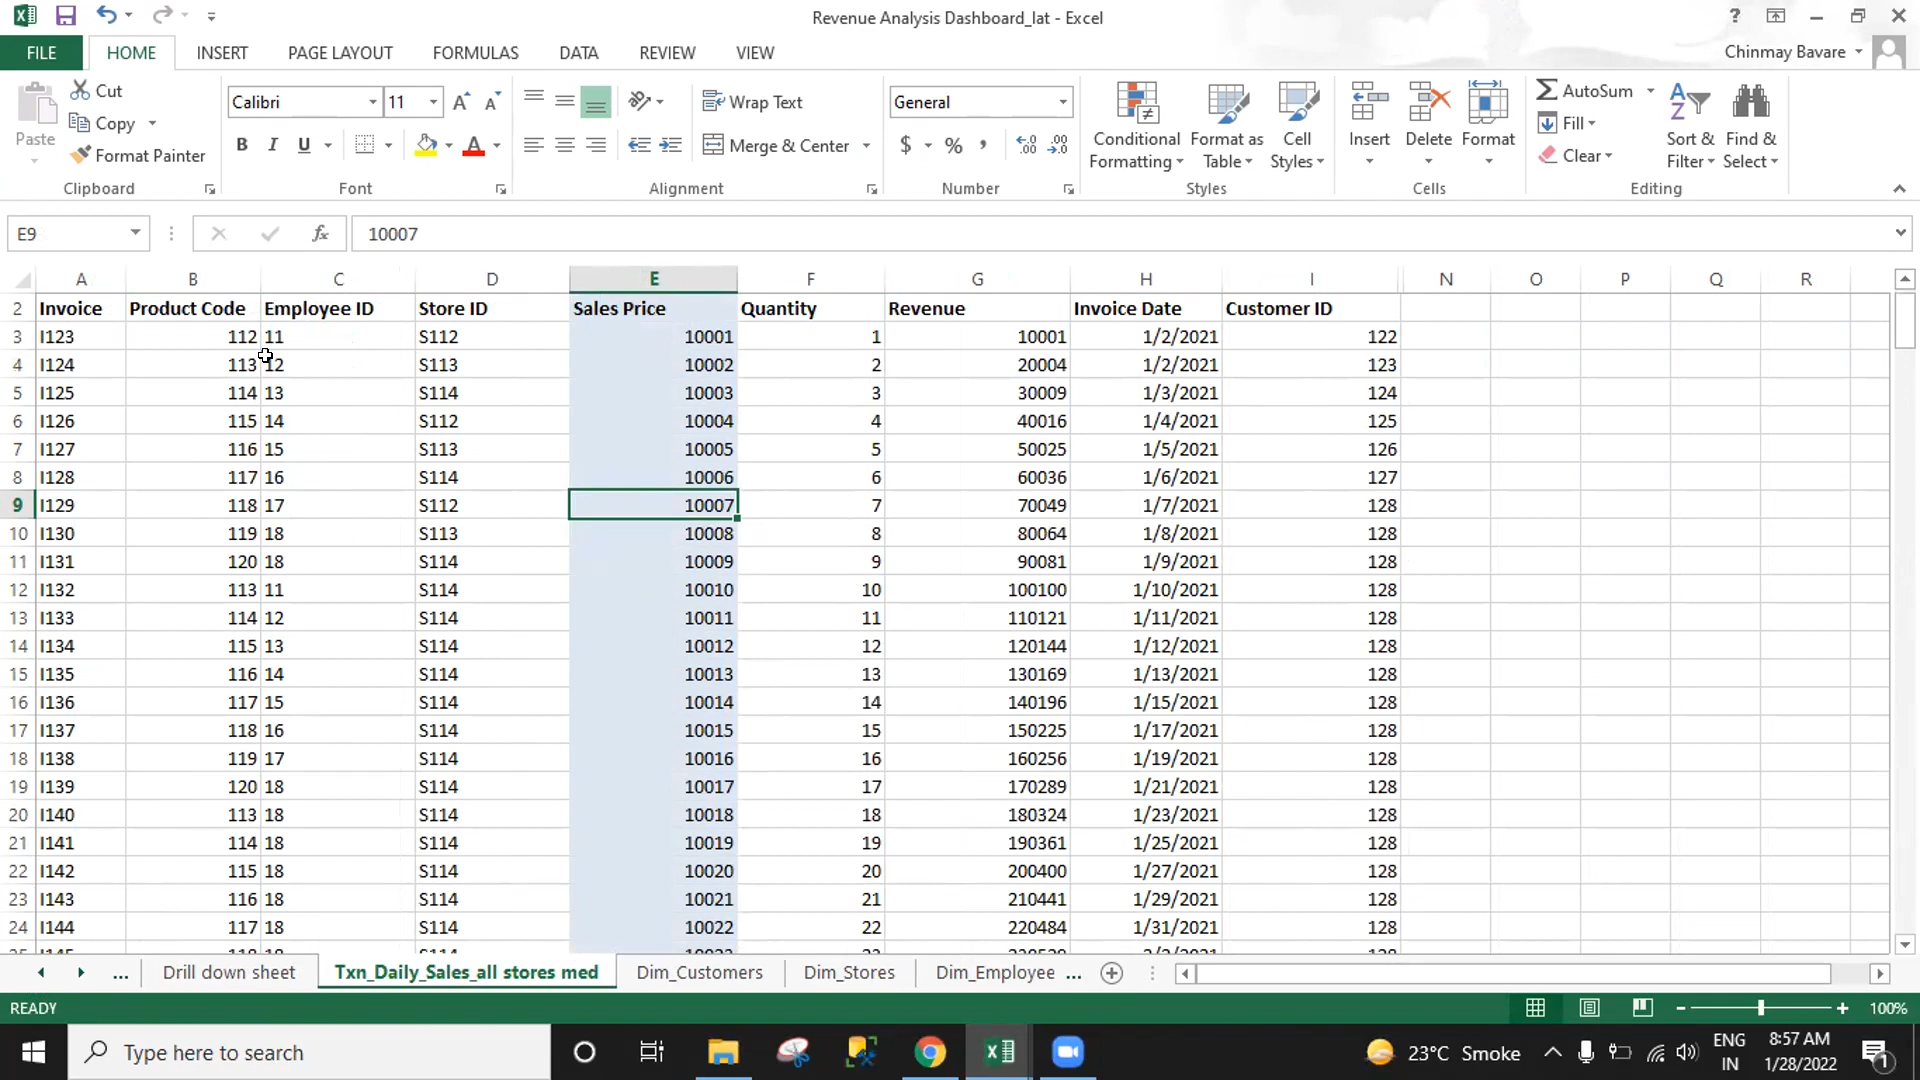 Revenue Analysis Dashboard_lat - Excel
?
FILE HOME INSERT PAGE LAYOUT FORMULAS DATA REVIEW VIEW Chinmay Bavare
Paste Cut Copy Format Painter
Calibri 11
B I U
Wrap Text
Merge & Center
General
$ % ,
Conditional Formatting
Format as Table
Cell Styles
Insert Delete Format
AutoSum
Fill
Clear
Sort & Filter
Find & Select
Clipboard Font Alignment Number Styles Cells Editing
E9 fx 10007
A B C D E F G H I N O P Q R
2 Invoice Product Code Employee ID Store ID Sales Price Quantity Revenue Invoice Date Customer ID
3 I123 112 11 S112 10001 1 10001 1/2/2021 122
4 I124 113 12 S113 10002 2 20004 1/2/2021 123
5 I125 114 13 S114 10003 3 30009 1/3/2021 124
6 I126 115 14 S112 10004 4 40016 1/4/2021 125
7 I127 116 15 S113 10005 5 50025 1/5/2021 126
8 I128 117 16 S114 10006 6 60036 1/6/2021 127
9 I129 118 17 S112 10007 7 70049 1/7/2021 128
10 I130 119 18 S113 10008 8 80064 1/8/2021 128
11 I131 120 18 S114 10009 9 90081 1/9/2021 128
12 I132 113 11 S114 10010 10 100100 1/10/2021 128
13 I133 114 12 S114 10011 11 110121 1/11/2021 128
14 I134 115 13 S114 10012 12 120144 1/12/2021 128
15 I135 116 14 S114 10013 13 130169 1/13/2021 128
16 I136 117 15 S114 10014 14 140196 1/15/2021 128
17 I137 118 16 S114 10015 15 150225 1/17/2021 128
18 I138 119 17 S114 10016 16 160256 1/19/2021 128
19 I139 120 18 S114 10017 17 170289 1/21/2021 128
20 I140 113 18 S114 10018 18 180324 1/23/2021 128
21 I141 114 18 S114 10019 19 190361 1/25/2021 128
22 I142 115 18 S114 10020 20 200400 1/27/2021 128
23 I143 116 18 S114 10021 21 210441 1/29/2021 128
24 I144 117 18 S114 10022 22 220484 1/31/2021 128
... Drill down sheet Txn_Daily_Sales_all stores med Dim_Customers Dim_Stores Dim_Employee ...
READY 100%
Type here to search
23°C Smoke
ENG IN
8:57 AM
1/28/2022
1